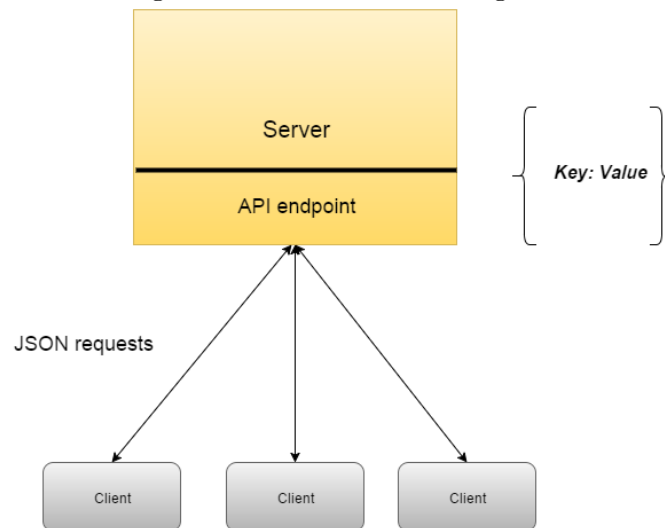 Server
Key: Value
API endpoint
JSON requests
Client
Client
Client